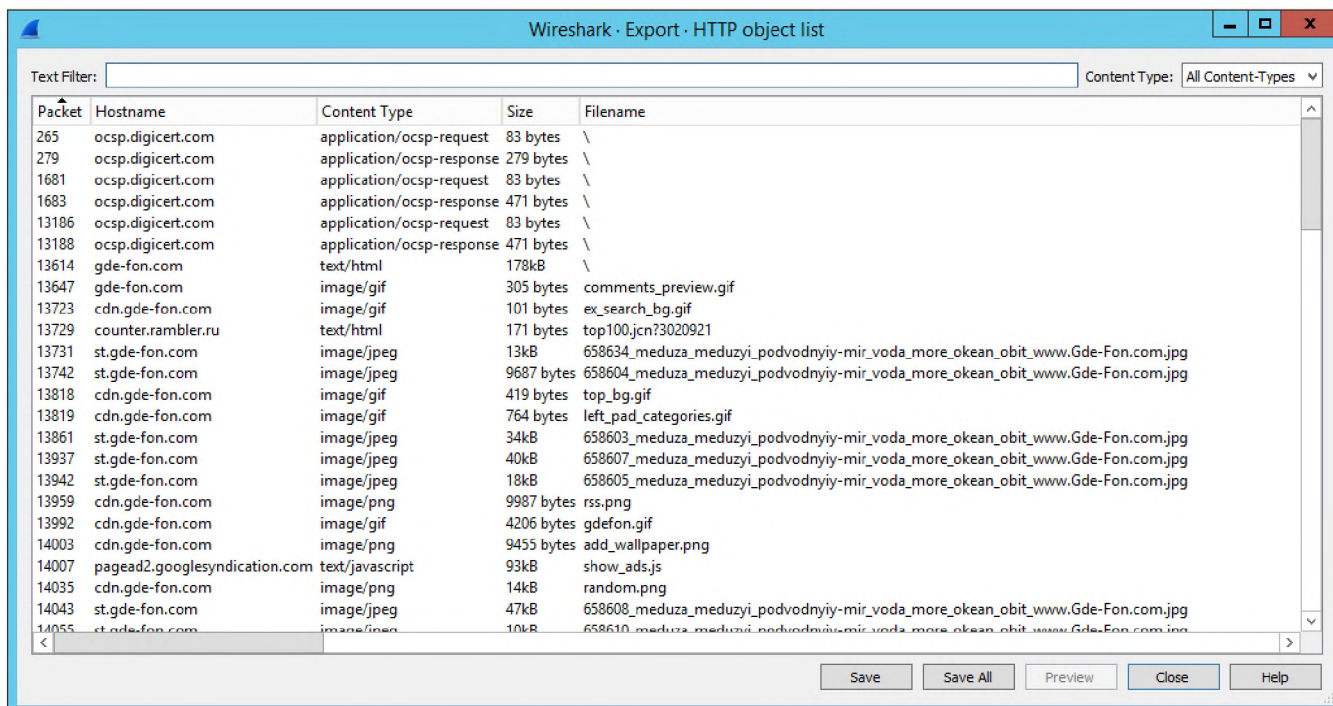 Wireshark · Export · HTTP object list
Text Filter: Content Type: All Content-Types
Packet Hostname Content Type Size Filename
265 ocsp.digicert.com application/ocsp-request 83 bytes \
279 ocsp.digicert.com application/ocsp-response 279 bytes \
1681 ocsp.digicert.com application/ocsp-request 83 bytes \
1683 ocsp.digicert.com application/ocsp-response 471 bytes \
13186 ocsp.digicert.com application/ocsp-request 83 bytes \
13188 ocsp.digicert.com application/ocsp-response 471 bytes \
13614 gde-fon.com text/html 178kB \
13647 gde-fon.com image/gif 305 bytes comments_preview.gif
13723 cdn.gde-fon.com image/gif 101 bytes ex_search_bg.gif
13729 counter.rambler.ru text/html 171 bytes top100.jcn?3020921
13731 st.gde-fon.com image/jpeg 13kB 658634_meduza_meduzyi_podvodnyiy-mir_voda_more_okean_obit_www.Gde-Fon.com.jpg
13742 st.gde-fon.com image/jpeg 9687 bytes 658604_meduza_meduzyi_podvodnyiy-mir_voda_more_okean_obit_www.Gde-Fon.com.jpg
13818 cdn.gde-fon.com image/gif 419 bytes top_bg.gif
13819 cdn.gde-fon.com image/gif 764 bytes left_pad_categories.gif
13861 st.gde-fon.com image/jpeg 34kB 658603_meduza_meduzyi_podvodnyiy-mir_voda_more_okean_obit_www.Gde-Fon.com.jpg
13937 st.gde-fon.com image/jpeg 40kB 658607_meduza_meduzyi_podvodnyiy-mir_voda_more_okean_obit_www.Gde-Fon.com.jpg
13942 st.gde-fon.com image/jpeg 18kB 658605_meduza_meduzyi_podvodnyiy-mir_voda_more_okean_obit_www.Gde-Fon.com.jpg
13959 cdn.gde-fon.com image/png 9987 bytes rss.png
13992 cdn.gde-fon.com image/gif 4206 bytes gdefon.gif
14003 cdn.gde-fon.com image/png 9455 bytes add_wallpaper.png
14007 pagead2.googlesyndication.com text/javascript 93kB show_ads.js
14035 cdn.gde-fon.com image/png 14kB random.png
14043 st.gde-fon.com image/jpeg 47kB 658608_meduza_meduzyi_podvodnyiy-mir_voda_more_okean_obit_www.Gde-Fon.com.jpg
14055 st.gde-fon.com image/jpeg 10kB 658610_meduza_meduzyi_podvodnyiy-mir_voda_more_okean_obit_www.Gde-Fon.com.jpg
Save Save All Preview Close Help